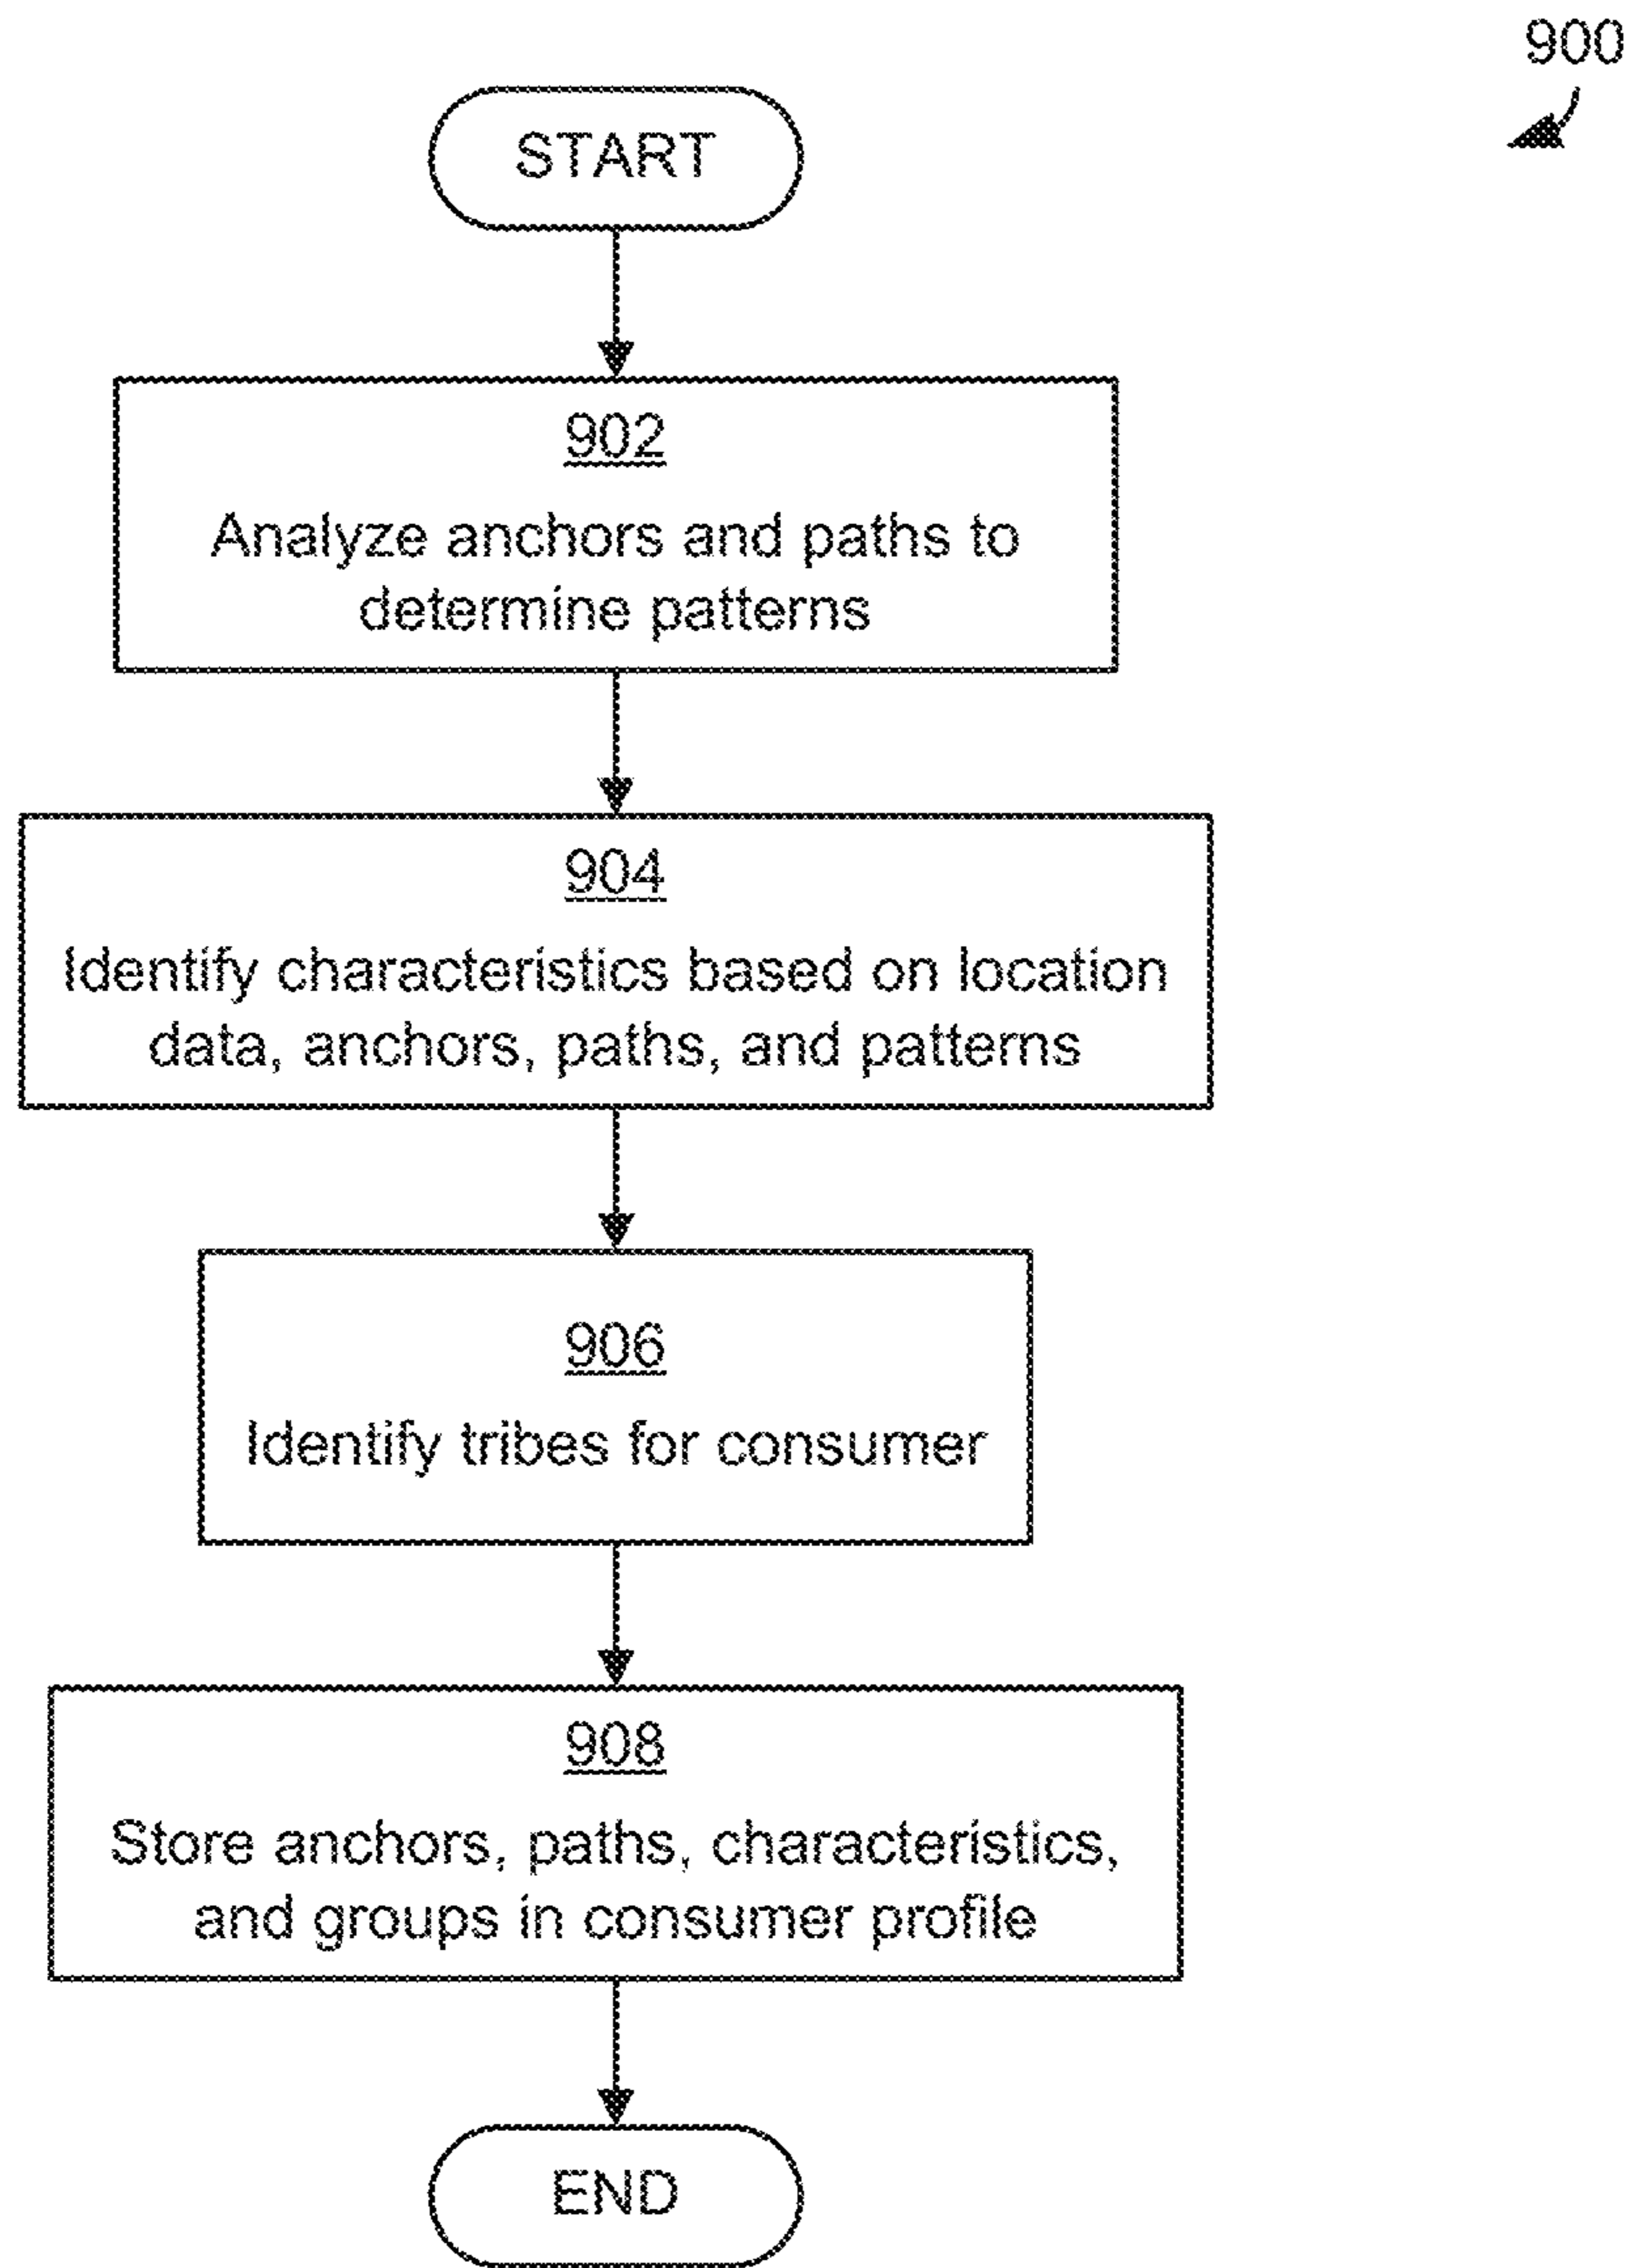 900
START
902
Analyze anchors and paths to
determine patterns
904
Identify characteristics based on location
data, anchors, paths, and patterns
906
Identify tribes for consumer
908
Store anchors, paths, characteristics,
and groups in consumer profile
END